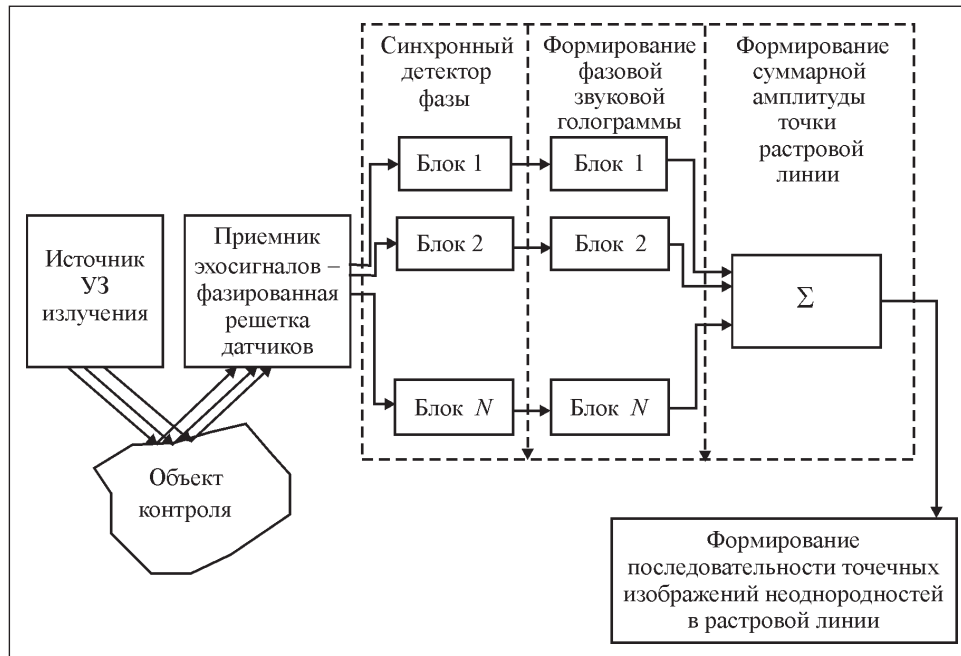 Синхронный
детектор
фазы
Формирование
фазовой
звуковой
голограммы
Формирование
суммарной
амплитуды
точки
растровой
линии
Блок 1
Блок 1
Блок 2
Блок 2
Блок N
Блок N
Источник
УЗ
излучения
Приемник
эхосигналов –
фазированная
решетка
датчиков
Σ
Объект
контроля
Формирование
последовательности точечных
изображений неоднородностей
в растровой линии